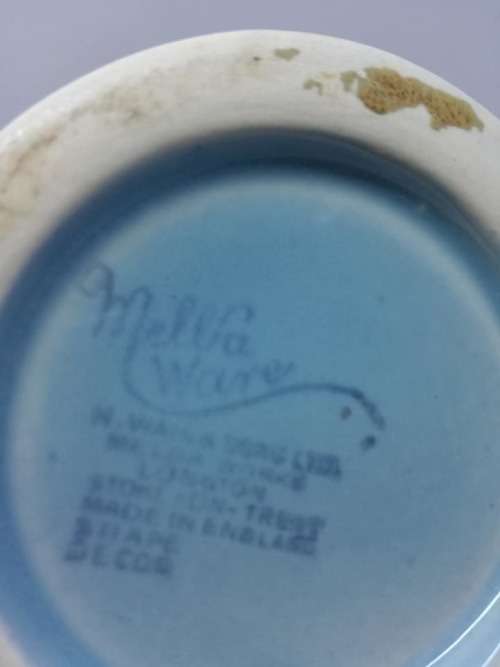 Melba
Ware
H. WAIN & SONS LTD.
MELBA WORKS
LONGTON
STOKE-ON-TRENT
MADE IN ENGLAND
SHAPE
DECOR